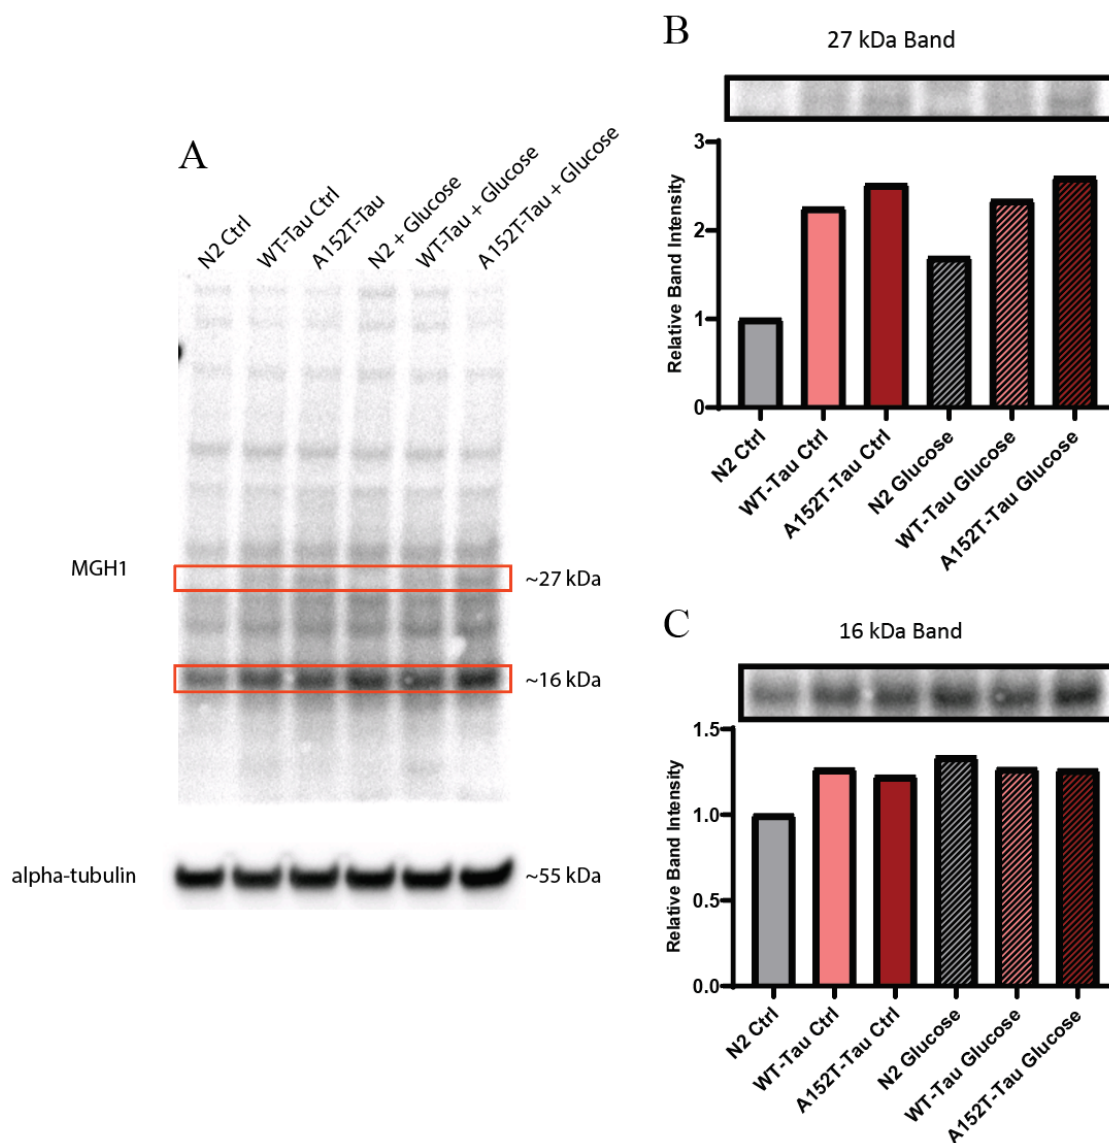 A
N2 Ctrl
WT-Tau Ctrl
A152T-Tau
N2 + Glucose
WT-Tau + Glucose
A152T-Tau + Glucose
MGH1
~27 kDa
~16 kDa
alpha-tubulin
~55 kDa
B
27 kDa Band
Relative Band Intensity
3
2
1
0
N2 Ctrl
WT-Tau Ctrl
A152T-Tau Ctrl
N2 Glucose
WT-Tau Glucose
A152T-Tau Glucose
C
16 kDa Band
Relative Band Intensity
1.5
1.0
0.5
0.0
N2 Ctrl
WT-Tau Ctrl
A152T-Tau Ctrl
N2 Glucose
WT-Tau Glucose
A152T-Tau Glucose